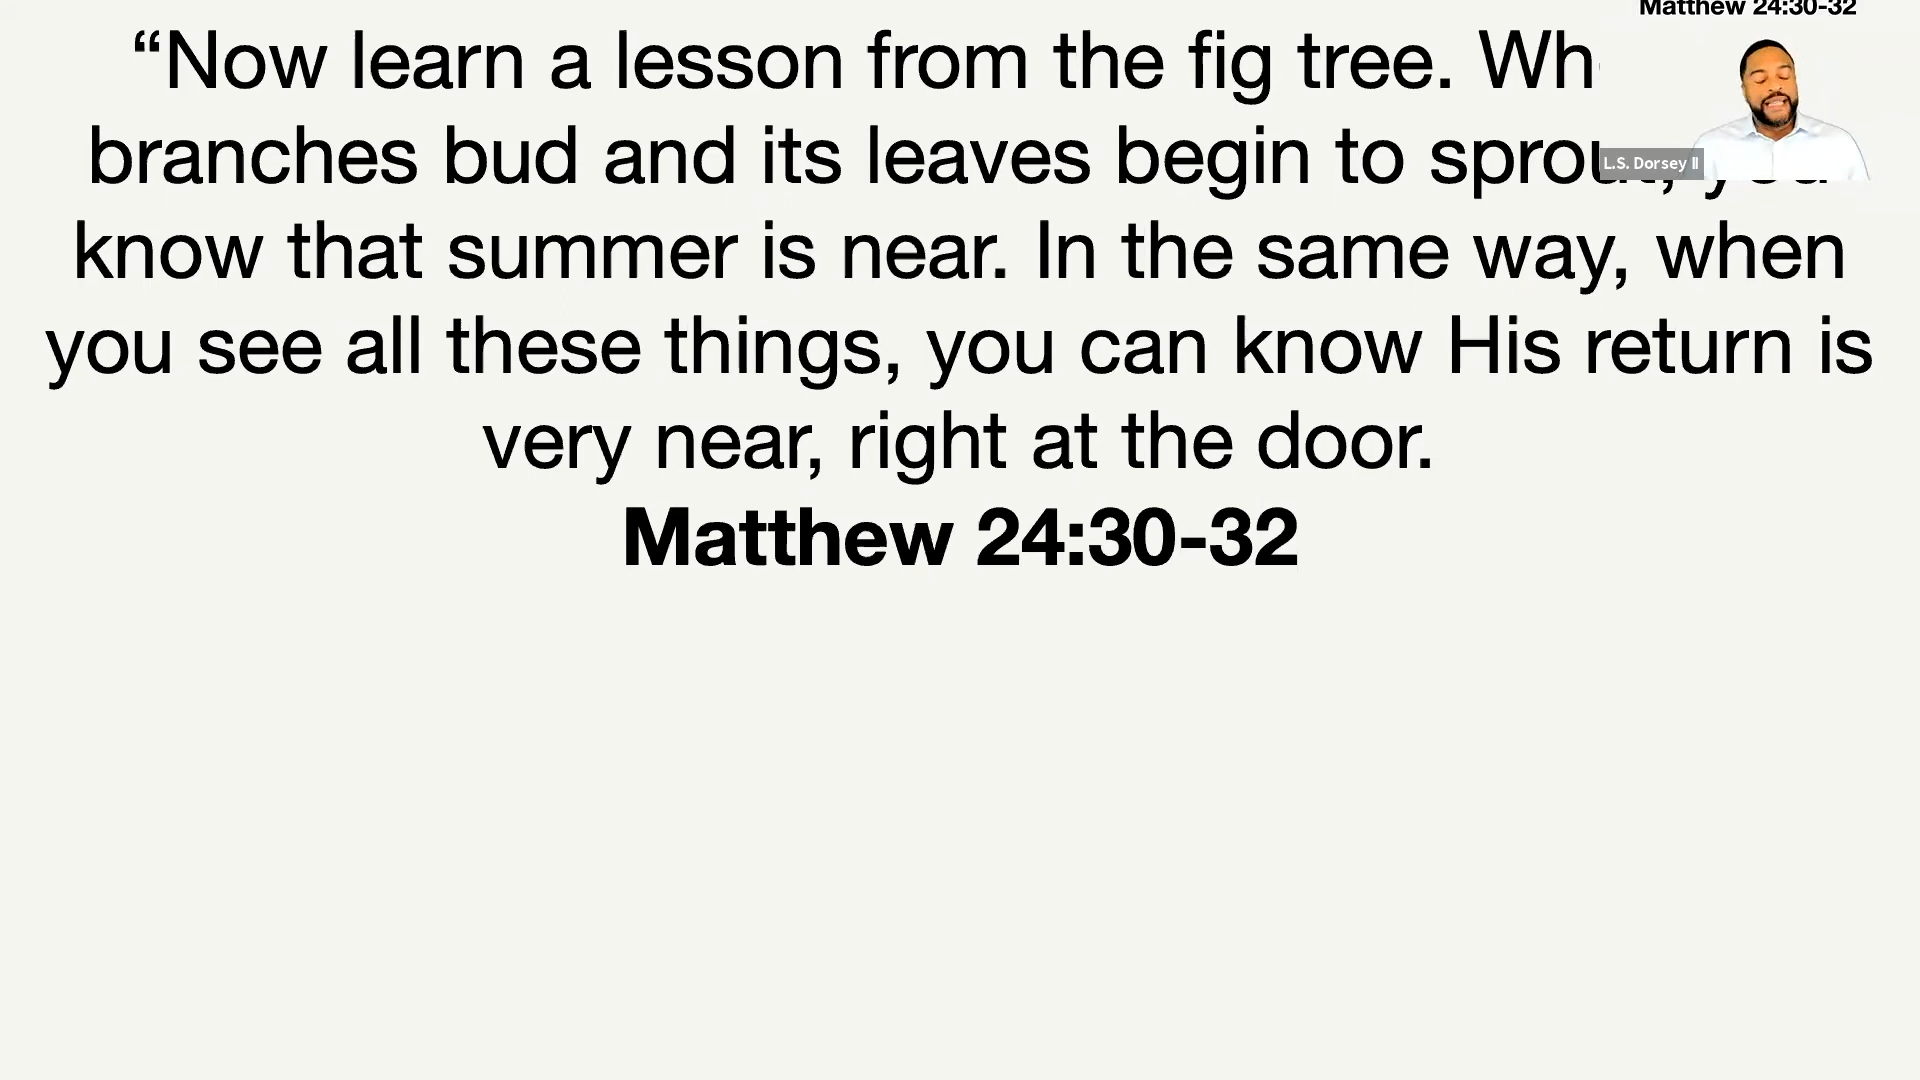 Matthew 24:30-32
“Now learn a lesson from the fig tree. Wh
branches bud and its leaves begin to sprout, you
L.S. Dorsey II
know that summer is near. In the same way, when
you see all these things, you can know His return is
very near, right at the door.
Matthew 24:30-32